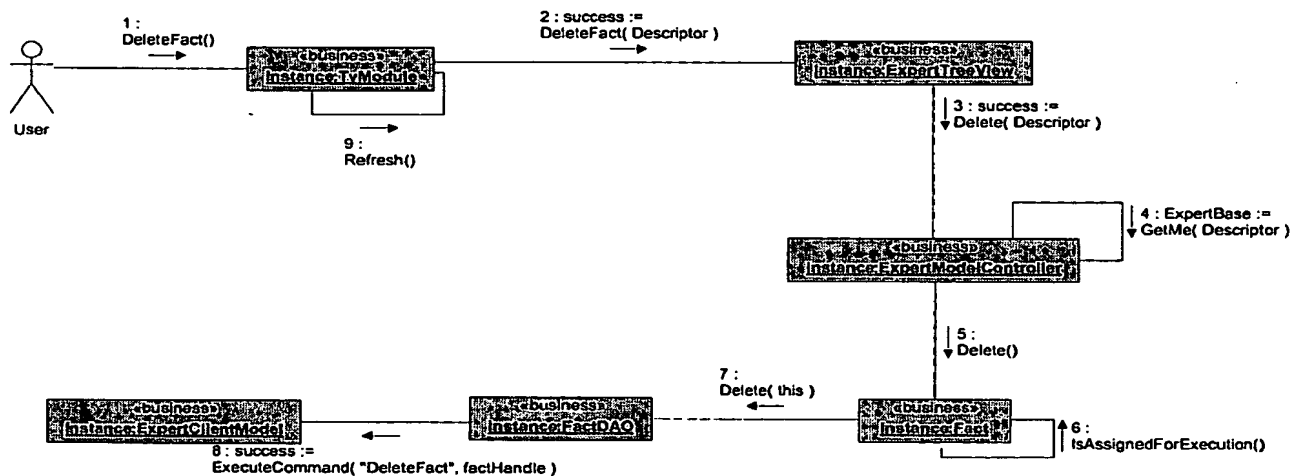 1 :
DeleteFact()
2 : success :=
DeleteFact( Descriptor )
«business»
Instance:TvModule
«business»
Instance:ExpertTreeView
User
9 :
Refresh()
3 : success :=
Delete( Descriptor )
4 : ExpertBase :=
GetMe( Descriptor )
«business»
Instance:ExpertModelController
5 :
Delete()
7 :
Delete( this )
«business»
Instance:ExpertClientModel
«business»
Instance:FactDAO
«business»
Instance:Fact
6 :
IsAssignedForExecution()
8 : success :=
ExecuteCommand( "DeleteFact", factHandle )